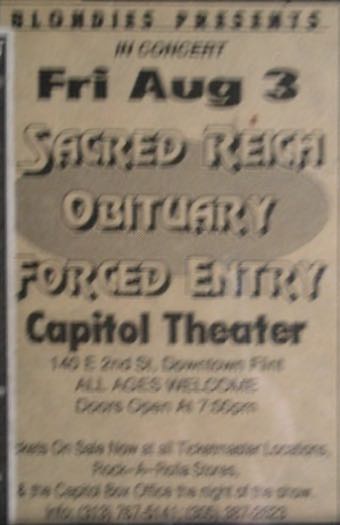 BLONDIES PRESENTS
IN CONCERT
Fri Aug 3
SACRED REICH
OBITUARY
FORCED ENTRY
Capitol Theater
140 E 2nd St, Downtown Flint
ALL AGES WELCOME
Doors Open At 7:00pm
On Sale Now at all Ticketmaster Locations,
Rock-A-Rolla Stores,
& the Capitol Box Office the night of the show.
Info: (313)